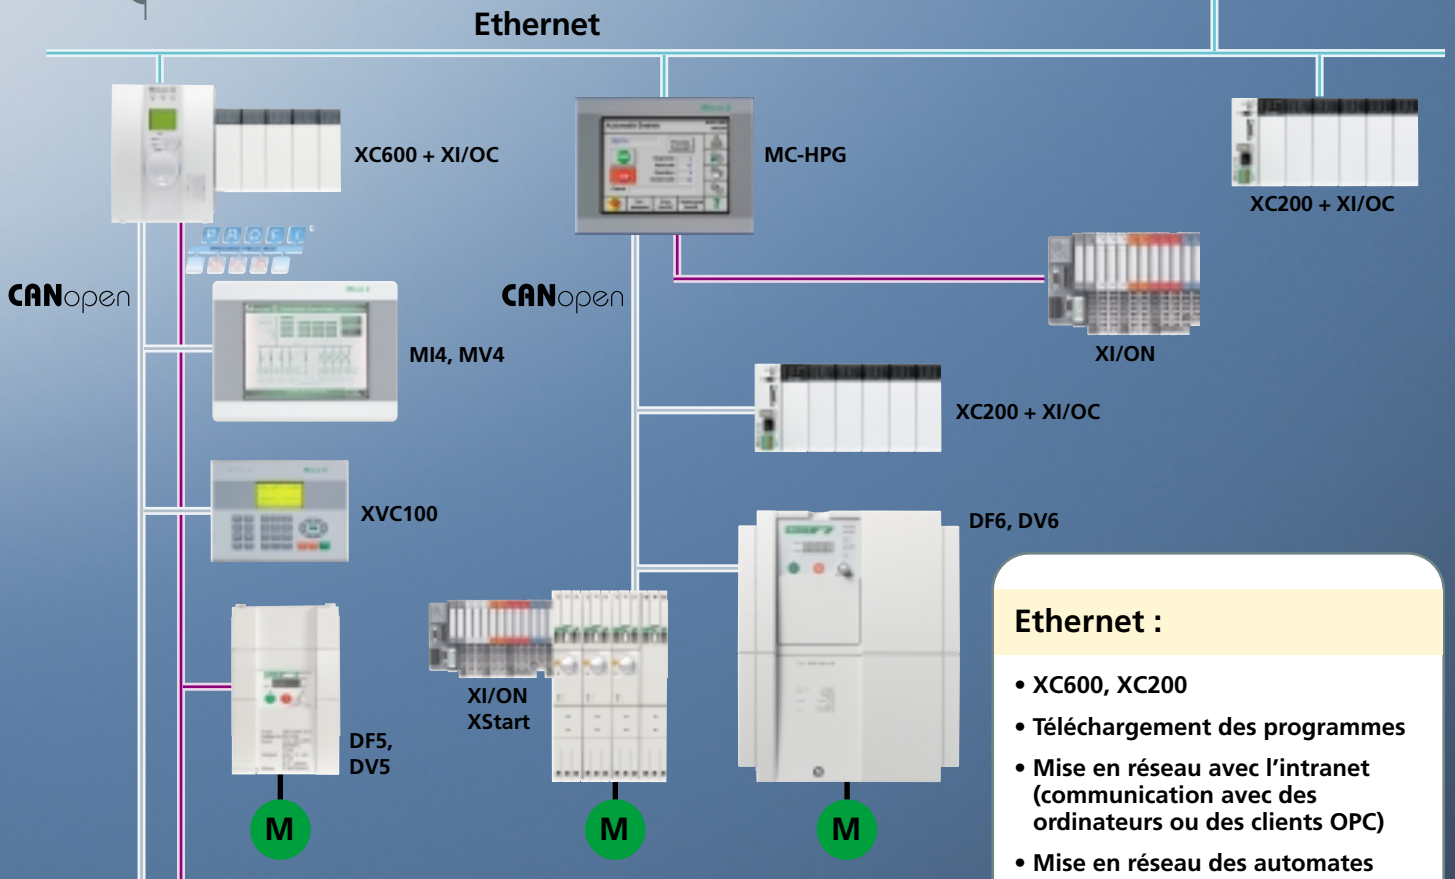 Ethernet
XC600 + XI/OC
MC-HPG
XC200 + XI/OC
PROFI
CANopen
CANopen
MI4, MV4
XI/ON
XC200 + XI/OC
XVC100
DF6, DV6
XI/ON
XStart
DF5,
DV5
M
M
M
Ethernet :
• XC600, XC200
• Téléchargement des programmes
• Mise en réseau avec l’intranet
(communication avec des
ordinateurs ou des clients OPC)
• Mise en réseau des automates